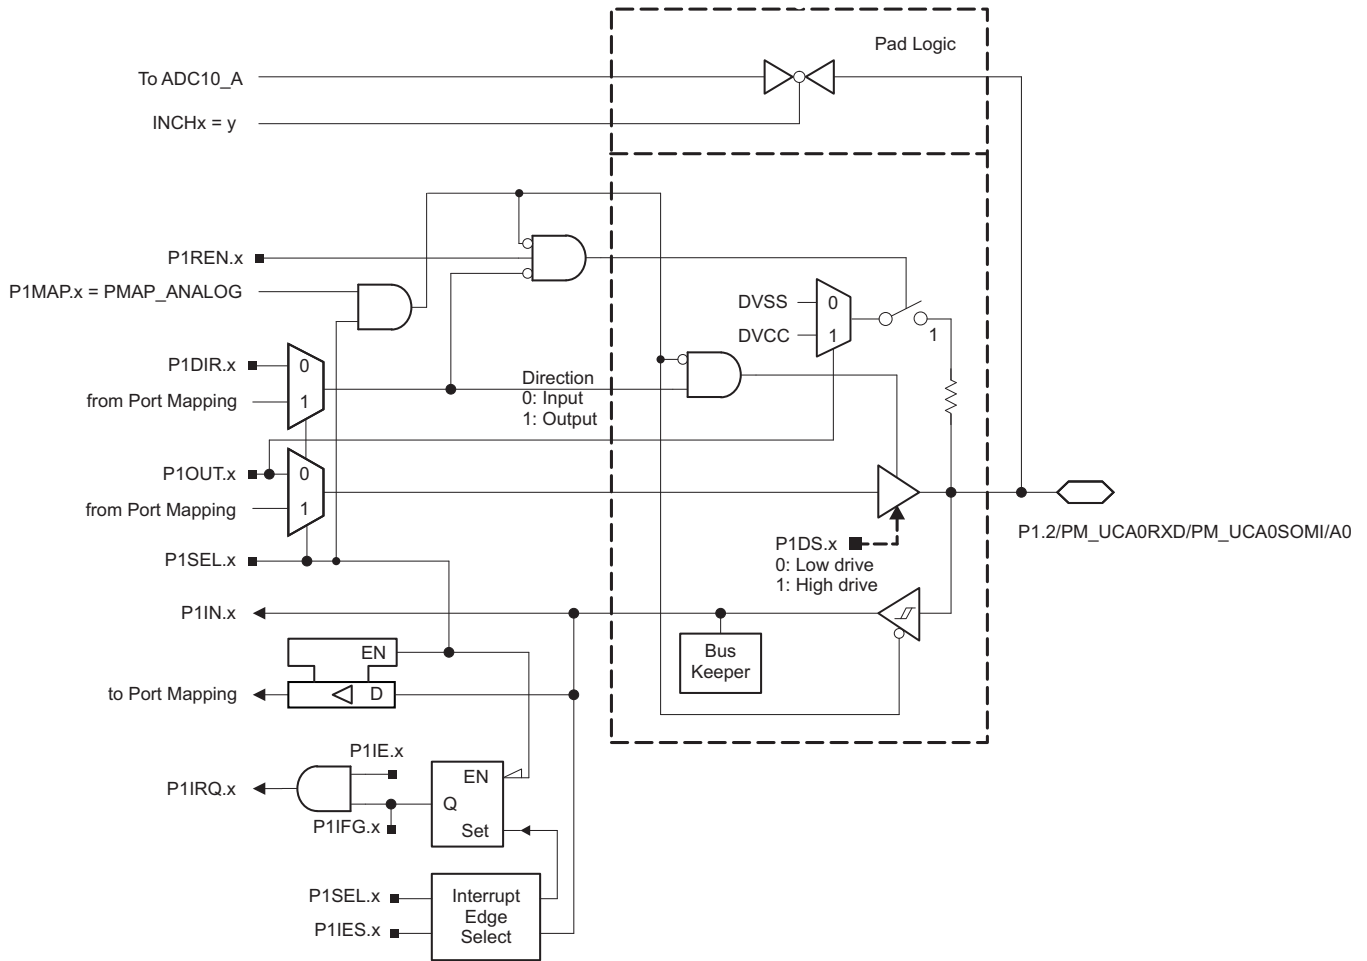 Pad Logic
To ADC10_A
INCHx = y
P1REN.x
P1MAP.x = PMAP_ANALOG
DVSS
0
DVCC
1
1
P1DIR.x
0
from Port Mapping
1
Direction
0: Input
1: Output
P1OUT.x
0
from Port Mapping
1
P1.2/PM_UCA0RXD/PM_UCA0SOMI/A0
P1DS.x
0: Low drive
1: High drive
P1SEL.x
P1IN.x
Bus
Keeper
EN
to Port Mapping
D
P1IE.x
P1IRQ.x
EN
Q
P1IFG.x
Set
P1SEL.x
P1IES.x
Interrupt
Edge
Select